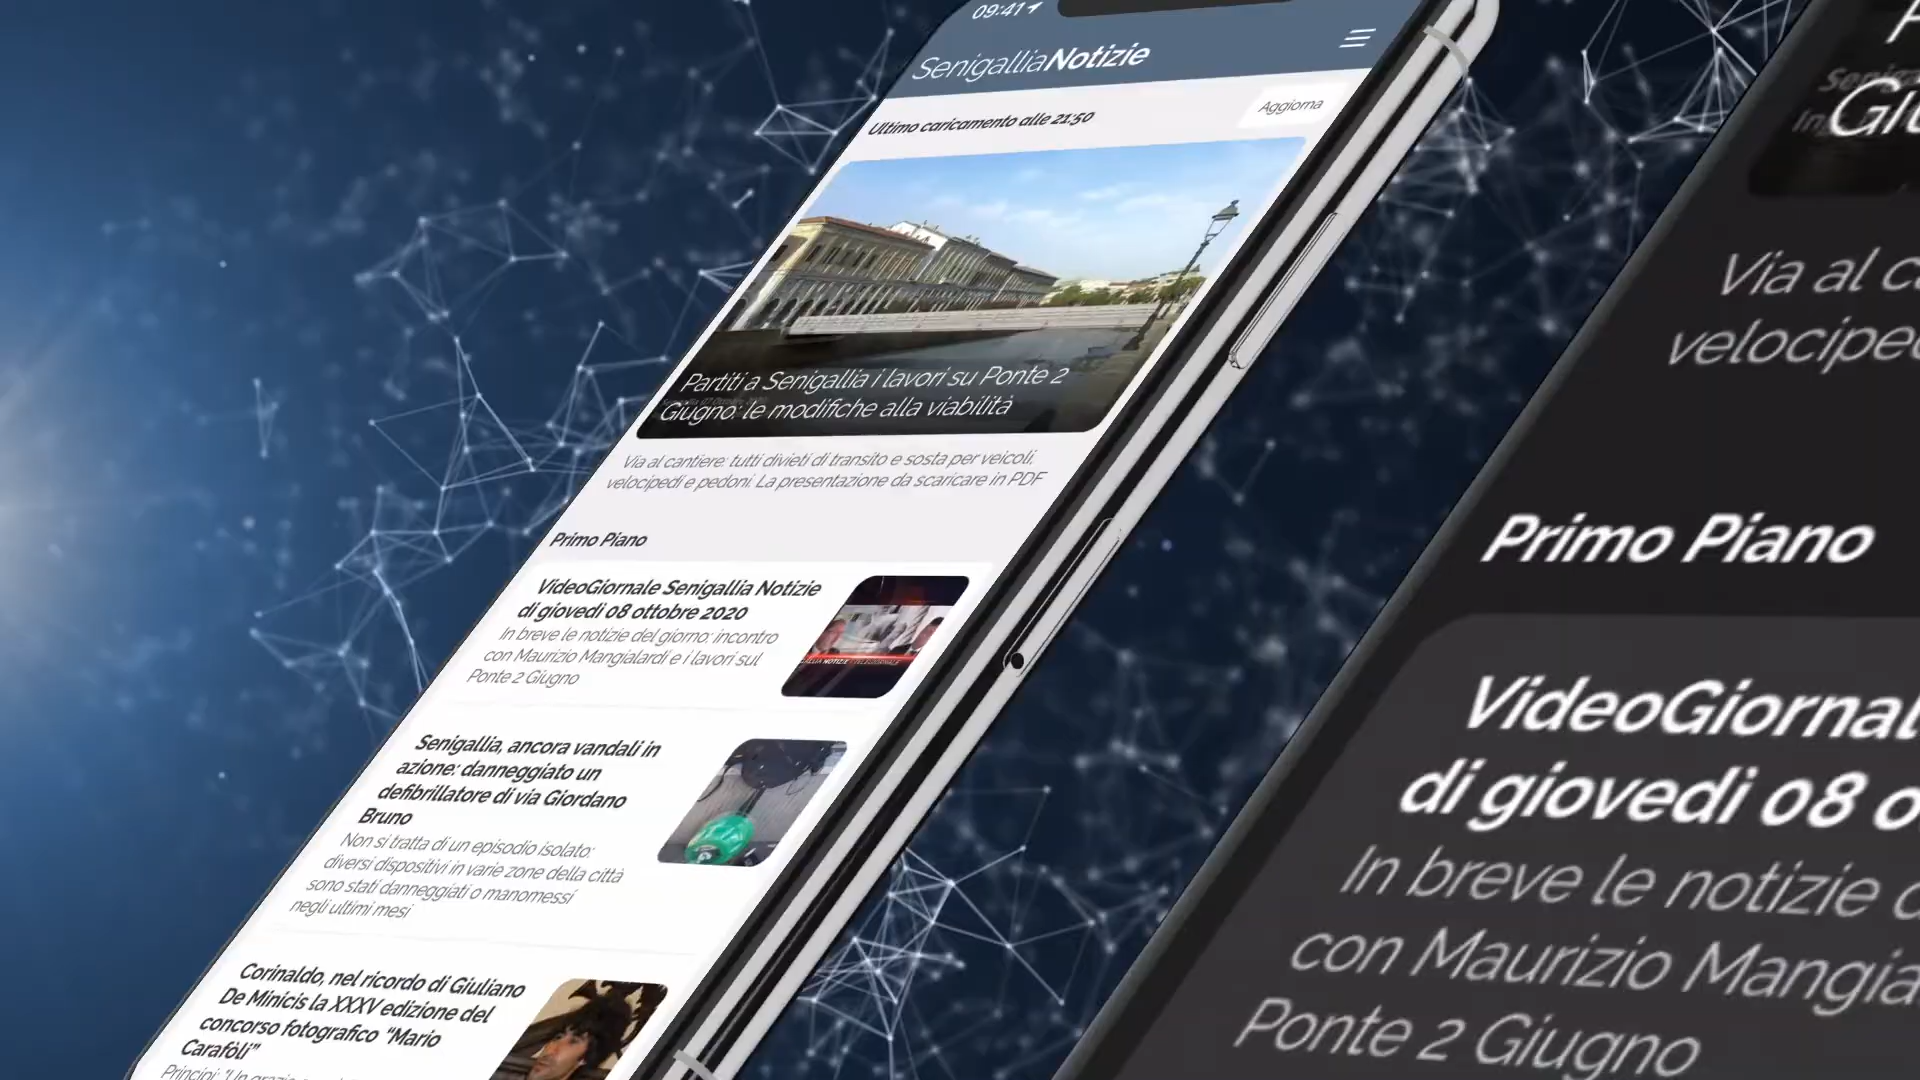 09:41
SenigalliaNotizie
Ultimo caricamento alle 21:50
Aggiorna
Partiti a Senigallia i lavori su Ponte 2
Giugno: le modifiche alla viabilità
Via al cantiere: tutti divieti di transito e sosta per veicoli,
velocipedi e pedoni. La presentazione da scaricare in PDF
Primo Piano
VideoGiornale Senigallia Notizie
di giovedì 08 ottobre 2020
In breve le notizie del giorno: incontro
con Maurizio Mangialardi e i lavori sul
Ponte 2 Giugno
Senigallia, ancora vandali in
azione: danneggiato un
defibrillatore di via Giordano
Bruno
Non si tratta di un episodio isolato:
diversi dispositivi in varie zone della città
sono stati danneggiati o manomessi
negli ultimi mesi
Corinaldo, nel ricordo di Giuliano
De Minicis la XXXV edizione del
concorso fotografico "Mario
Carafòli"
Via al c
velocipe
Primo Piano
VideoGiornal
di giovedì 08 o
In breve le notizie
con Maurizio Mangia
Ponte 2 Giugno